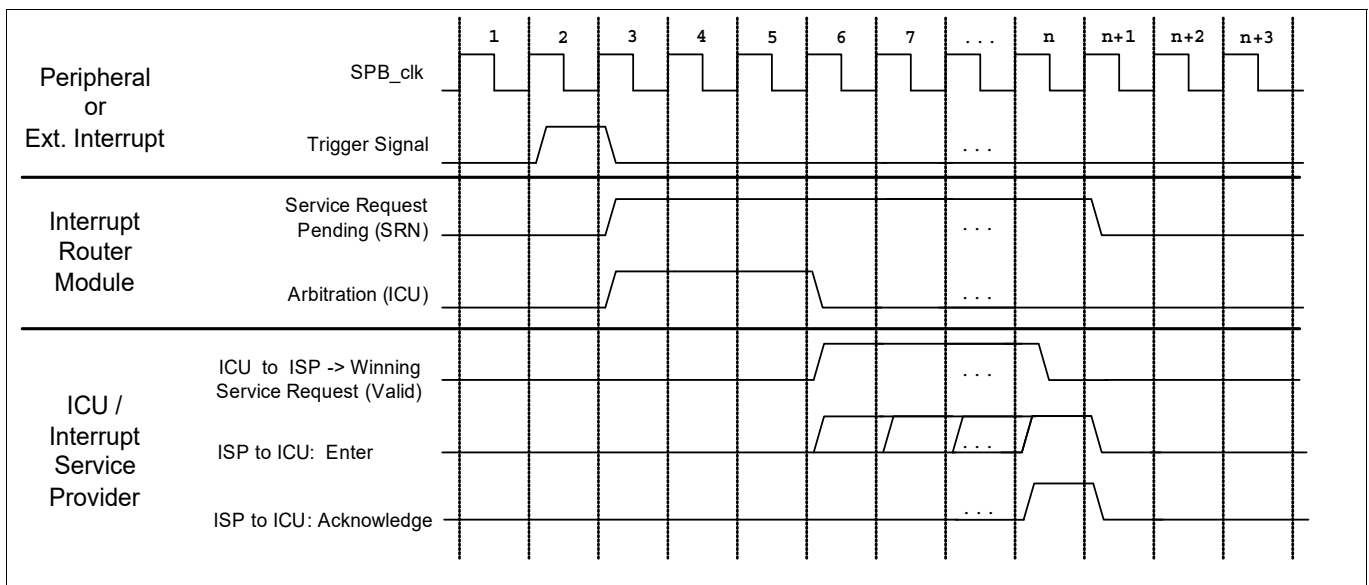 1 2 3 4 5 6 7 ... n n+1 n+2 n+3
Peripheral
or
Ext. Interrupt
SPB_clk
Trigger Signal
...
Interrupt
Router
Module
Service Request
Pending (SRN)
...
Arbitration (ICU)
...
ICU /
Interrupt
Service
Provider
ICU to ISP -> Winning
Service Request (Valid)
...
ISP to ICU: Enter
...
ISP to ICU: Acknowledge
...